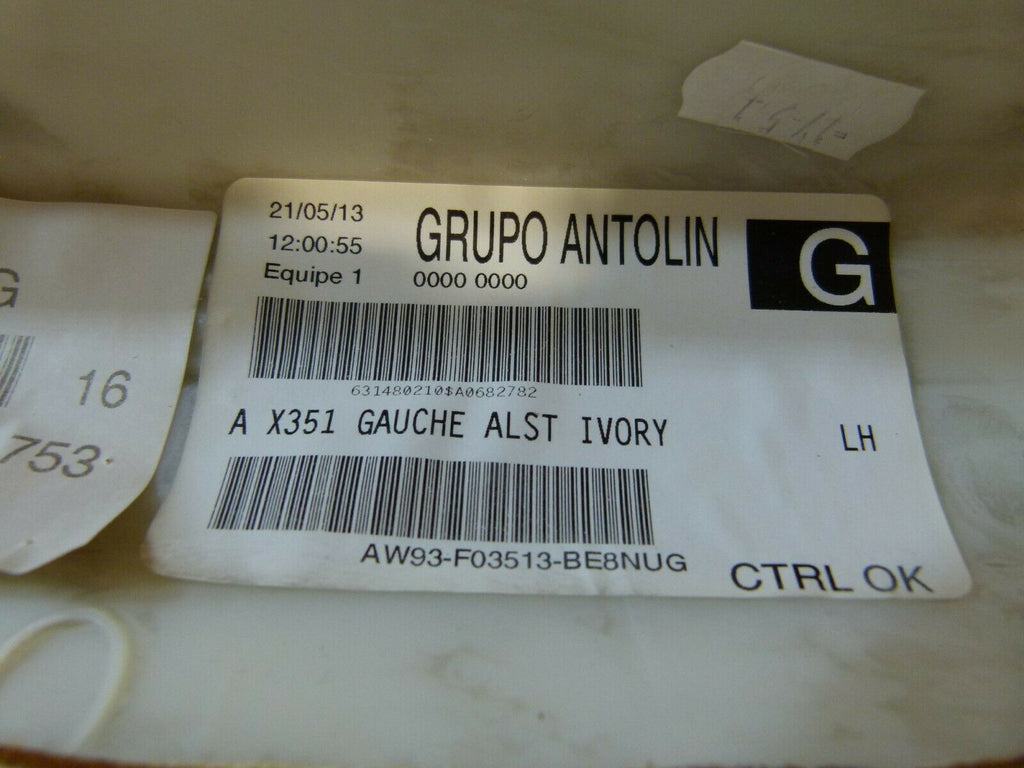 21/05/13
12:00:55
Equipe 1
GRUPO ANTOLIN
0000 0000
G
631480210$A0682782
A X351 GAUCHE ALST IVORY
LH
AW93-F03513-BE8NUG
CTRL OK
G
16
753